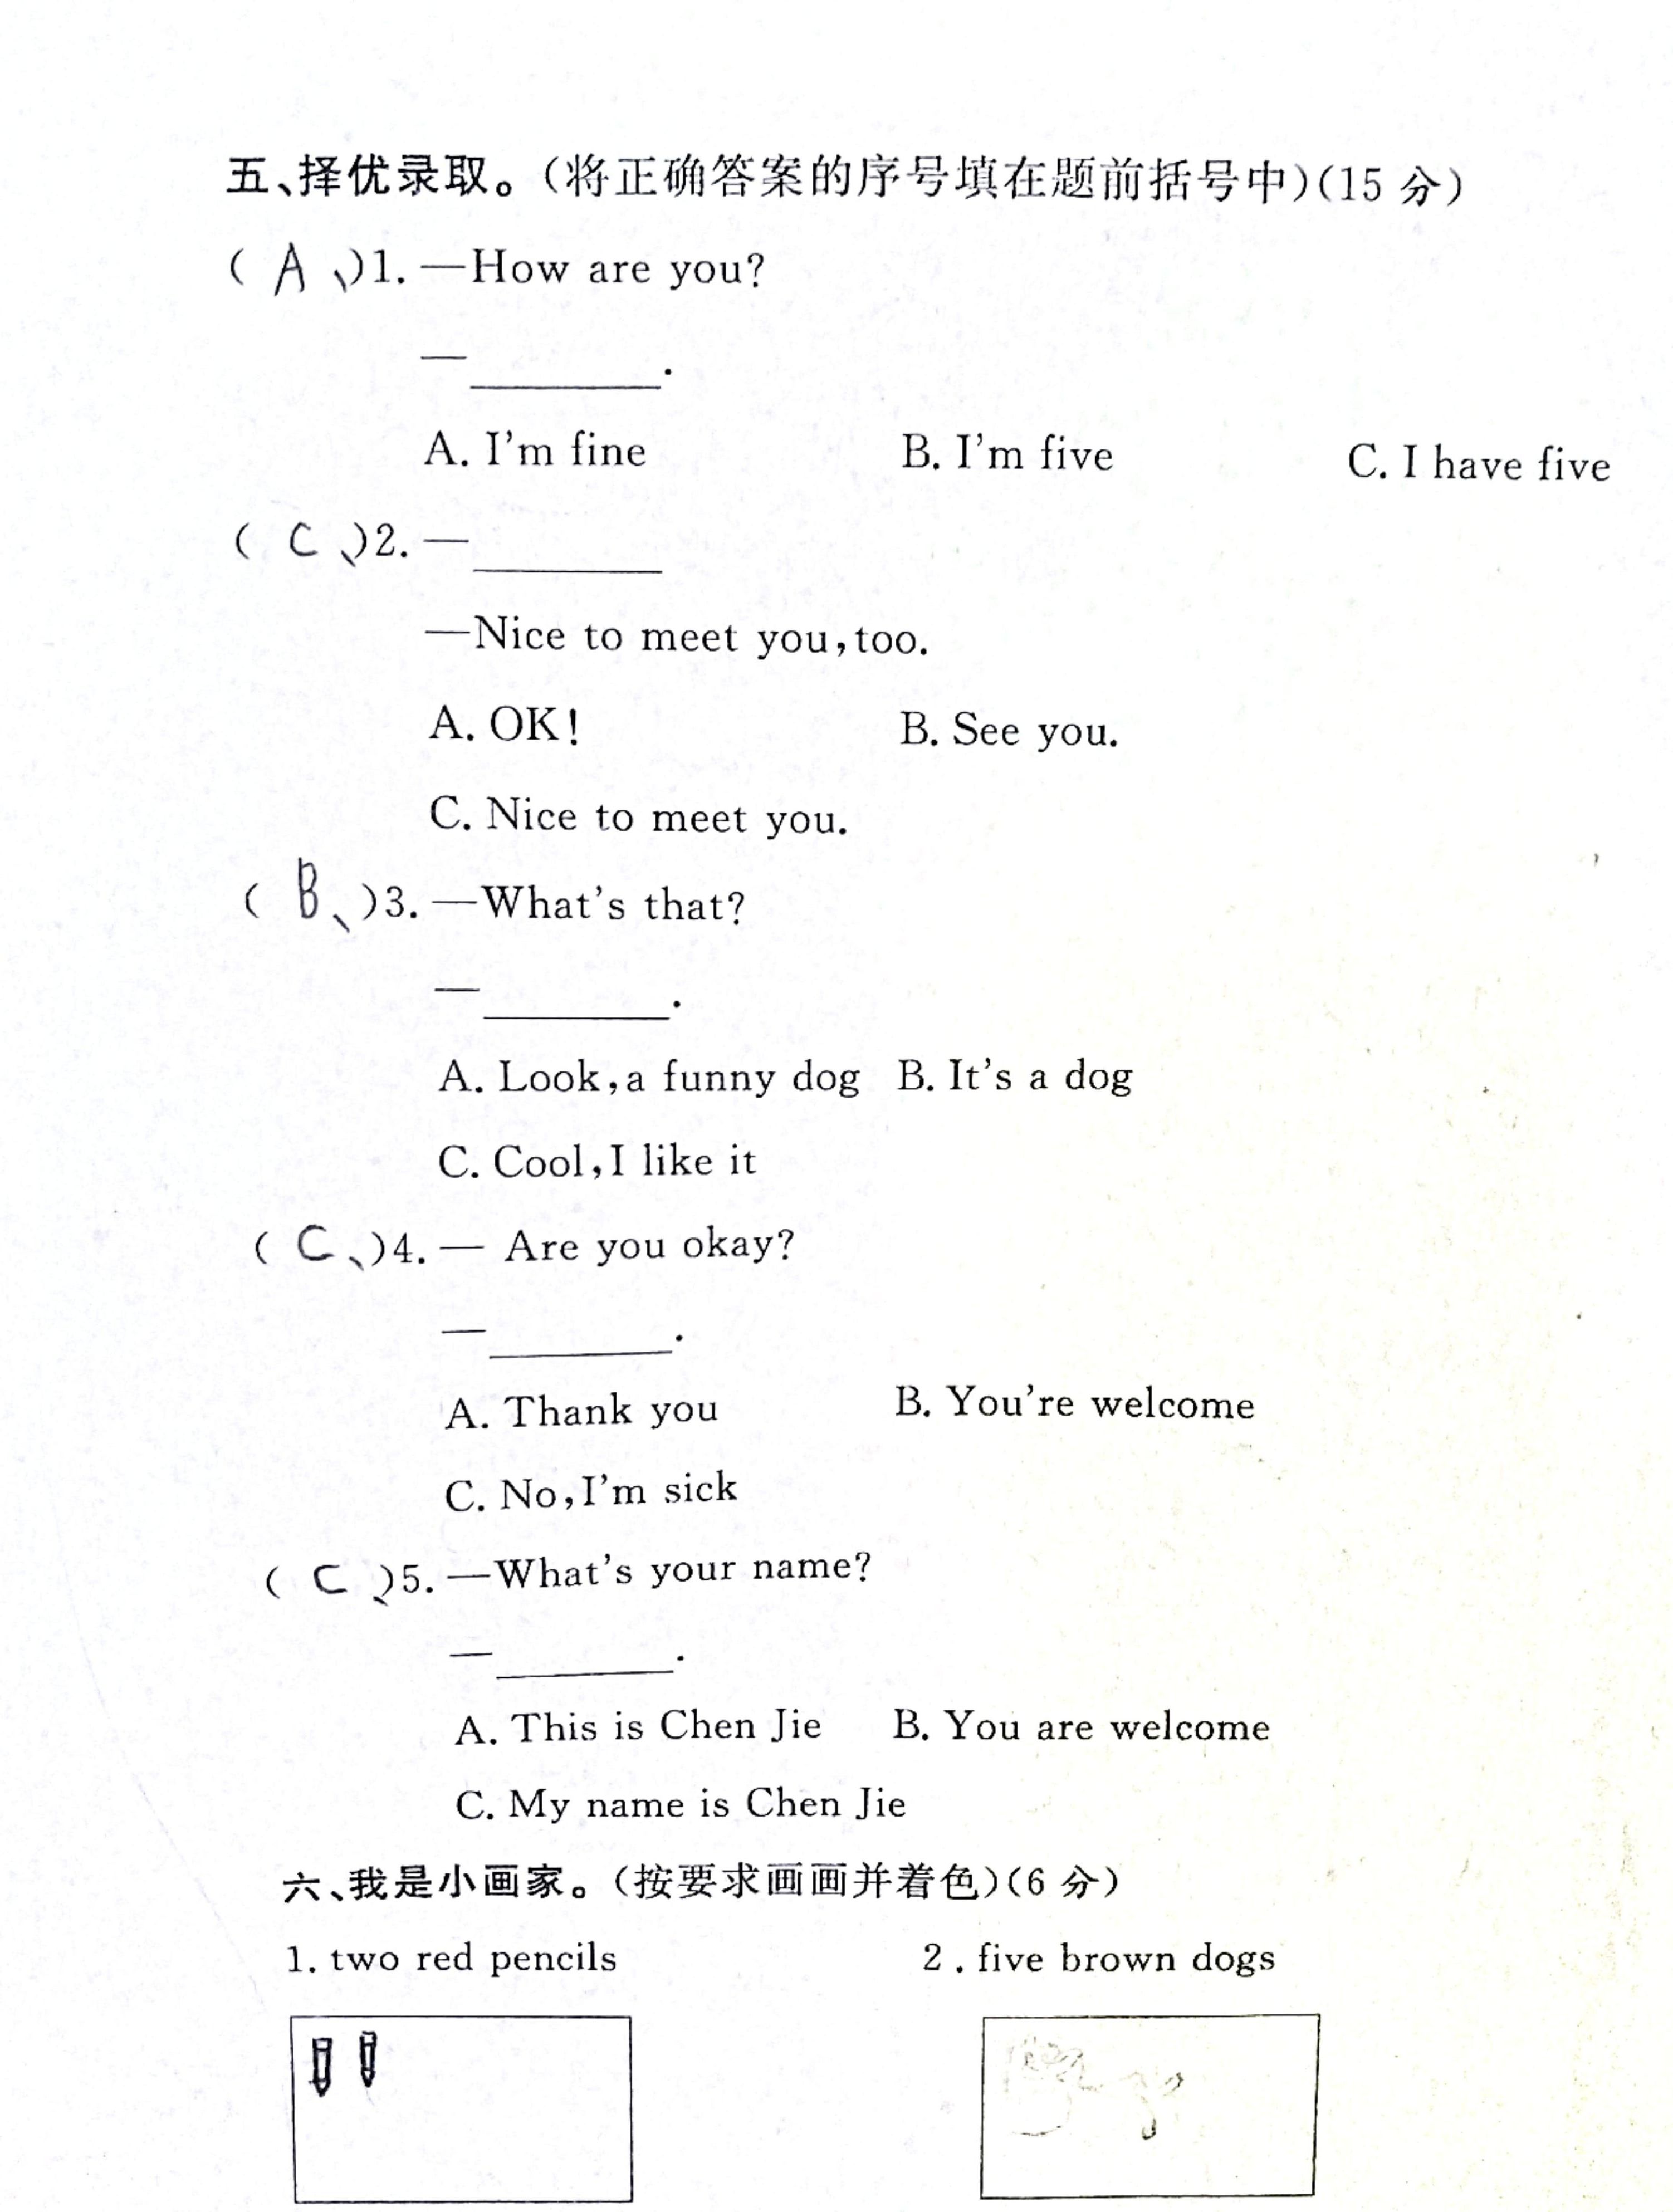 五、择优录取。(将正确答案的序号填在题前括号中)(15 分)
( A、)1. —How are you?
—________.
A. I'm fine B. I'm five C. I have five
( C、)2. —________
—Nice to meet you,too.
A. OK! B. See you.
C. Nice to meet you.
( B、)3. —What's that?
—________.
A. Look,a funny dog B. It's a dog
C. Cool,I like it
( C、)4. — Are you okay?
—________.
A. Thank you B. You're welcome
C. No,I'm sick
( C、)5. —What's your name?
—________.
A. This is Chen Jie B. You are welcome
C. My name is Chen Jie
六、我是小画家。(按要求画画并着色)(6 分)
1. two red pencils 2 . five brown dogs